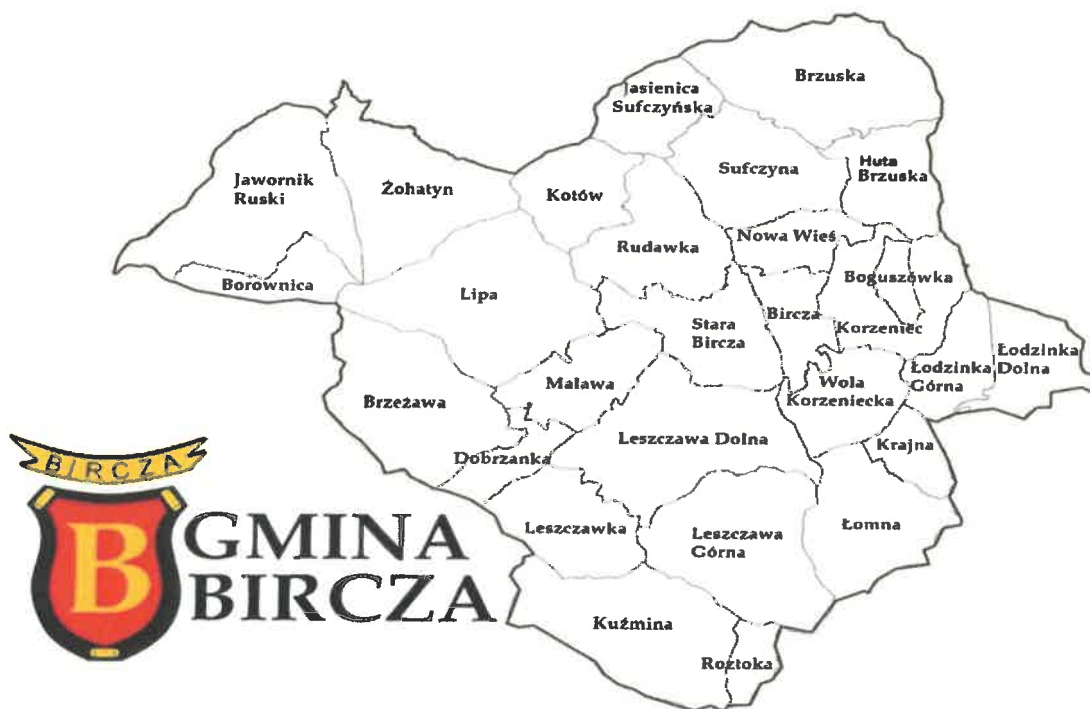 Brzuska
Jasienica
Sufczyńska
Sufczyna
Huta
Brzuska
Jawornik
Ruski
Żohatyn
Kotów
Nowa Wieś
Rudawka
Boguszówka
Borownica
Lipa
Bircza
Stara
Bircza
Korzeniec
Łodzinka
Dolna
Łodzinka
Górna
Wola
Korzeniecka
Malawa
Brzeżawa
Leszczawa Dolna
Krajna
Dobrzanka
Leszczawka
Leszczawa
Górna
Łomna
Kuźmina
Roztoka
BIRCZA
B
GMINA
BIRCZA